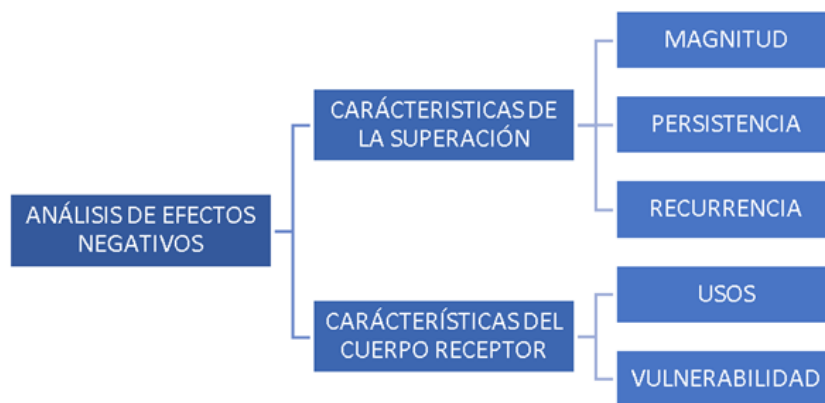 ANÁLISIS DE EFECTOS
NEGATIVOS
CARÁCTERISTICAS DE
LA SUPERACIÓN
MAGNITUD
PERSISTENCIA
RECURRENCIA
CARÁCTERÍSTICAS DEL
CUERPO RECEPTOR
USOS
VULNERABILIDAD